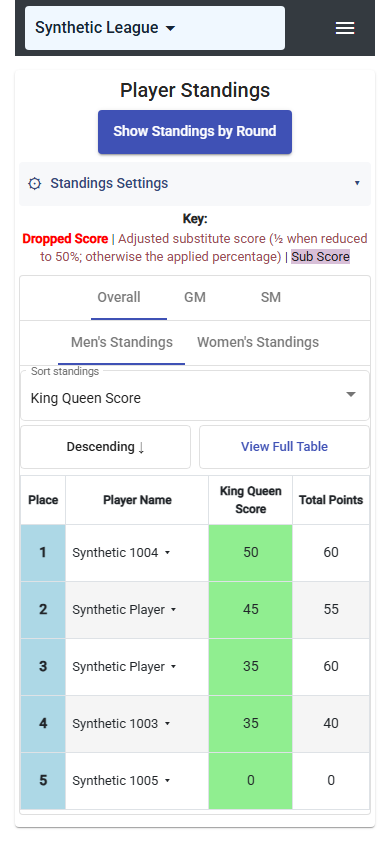 Synthetic League
Player Standings
Show Standings by Round
Standings Settings
Key:
Dropped Score | Adjusted substitute score (½ when reduced
to 50%; otherwise the applied percentage) | Sub Score
Overall GM SM
Men's Standings Women's Standings
Sort standings
King Queen Score
Descending↓ View Full Table
Place Player Name King Queen Score Total Points
1 Synthetic 1004 50 60
2 Synthetic Player 45 55
3 Synthetic Player 35 60
4 Synthetic 1003 35 40
5 Synthetic 1005 0 0